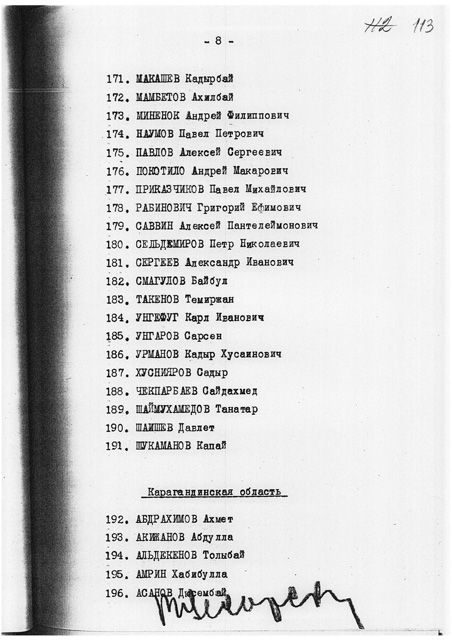 112 113
- 8 -
171. МАКАШЕВ Кадырбай
172. МАМБЕТОВ Ахилбай
173. МИНЕНОК Андрей Филиппович
174. НАУМОВ Павел Петрович
175. ПАВЛОВ Алексей Сергеевич
176. ПОКОТИЛО Андрей Макарович
177. ПРИКАЗЧИКОВ Павел Михайлович
178. РАБИНОВИЧ Григорий Ефимович
179. САВВИН Алексей Пантелеймонович
180. СЕЛЬДЕМИРОВ Петр Николаевич
181. СЕРГЕЕВ Александр Иванович
182. СМАГУЛОВ Байбул
183. ТАКЕНОВ Темиржан
184. УНГЕФУГ Карл Иванович
185. УНГАРОВ Сарсен
186. УРМАНОВ Кадыр Хусаинович
187. ХУСНИЯРОВ Садыр
188. ЧЕКПАРБАЕВ Сайдахмед
189. ШАЙМУХАМЕДОВ Танатар
190. ШАИШЕВ Давлет
191. ШУКАМАНОВ Капай
Карагандинская область
192. АБДРАХИМОВ Ахмет
193. АКИЖАНОВ Абдулла
194. АЛЬДЕКЕНОВ Толыбай
195. АМРИН Хабибулла
196. АСАНОВ Дисембай